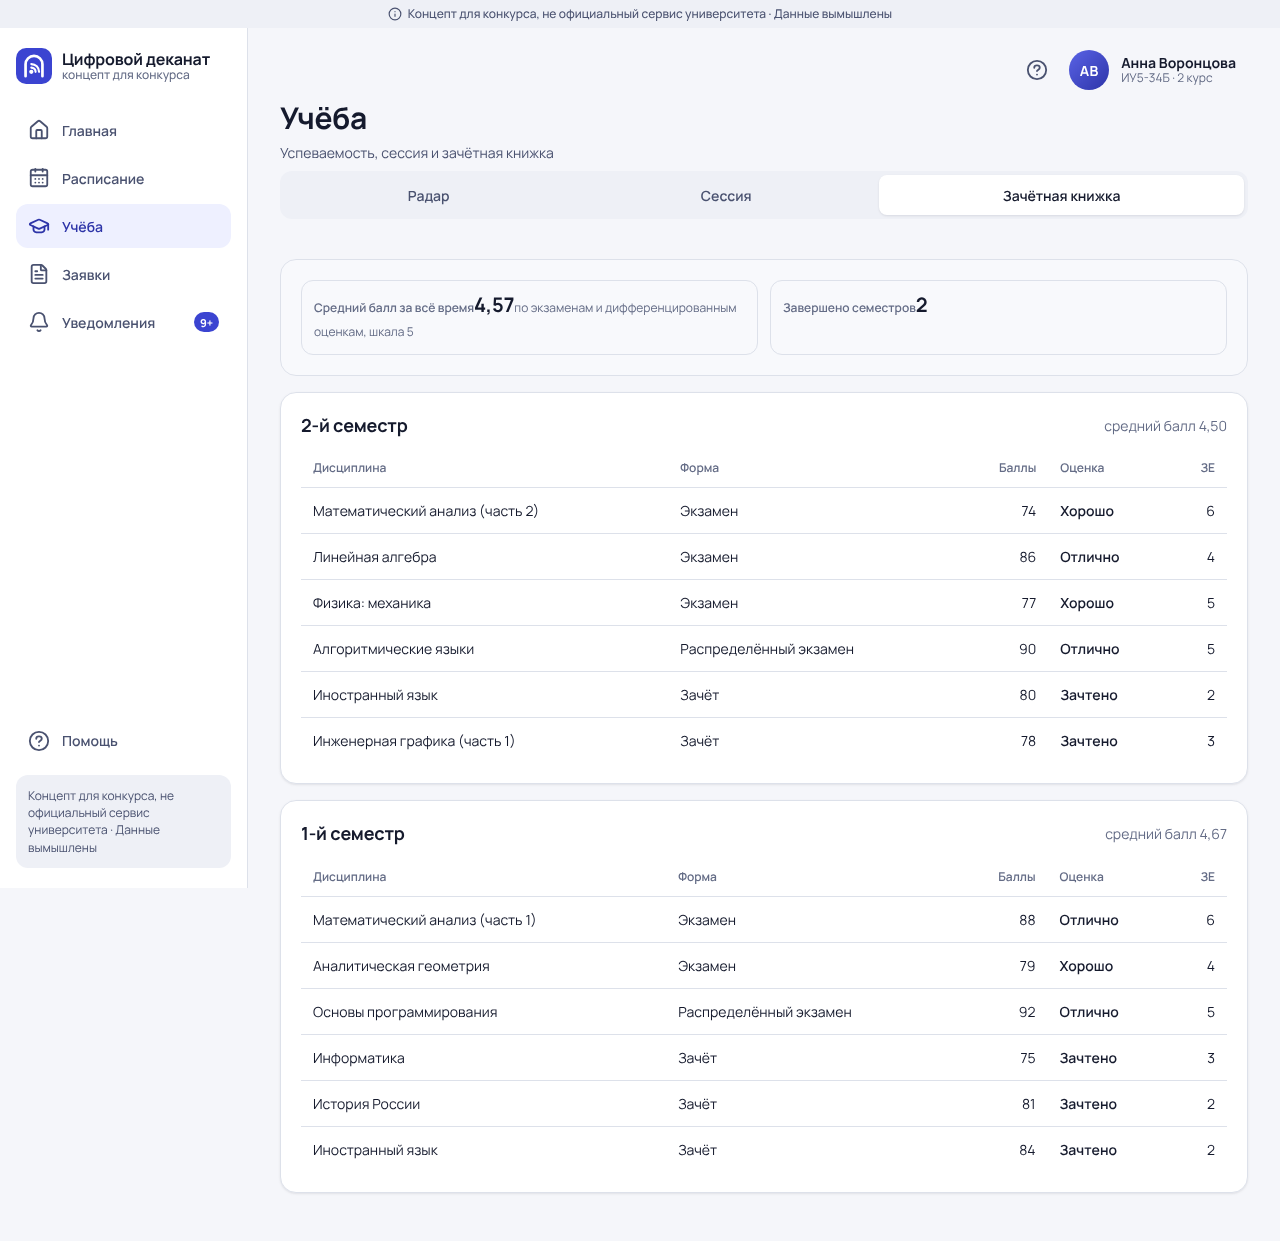 Концепт для конкурса, не официальный сервис университета · Данные вымышлены
Цифровой деканат
концепт для конкурса
Главная
Расписание
Учёба
Заявки
Уведомления 9+
Помощь
Концепт для конкурса, не
официальный сервис
университета · Данные
вымышлены
АВ
Анна Воронцова
ИУ5-34Б · 2 курс
Учёба
Успеваемость, сессия и зачётная книжка
Радар Сессия Зачётная книжка
Средний балл за всё время4,57по экзаменам и дифференцированным
оценкам, шкала 5
Завершено семестров2
2-й семестр средний балл 4,50
Дисциплина Форма Баллы Оценка ЗЕ
Математический анализ (часть 2) Экзамен 74 Хорошо 6
Линейная алгебра Экзамен 86 Отлично 4
Физика: механика Экзамен 77 Хорошо 5
Алгоритмические языки Распределённый экзамен 90 Отлично 5
Иностранный язык Зачёт 80 Зачтено 2
Инженерная графика (часть 1) Зачёт 78 Зачтено 3
1-й семестр средний балл 4,67
Дисциплина Форма Баллы Оценка ЗЕ
Математический анализ (часть 1) Экзамен 88 Отлично 6
Аналитическая геометрия Экзамен 79 Хорошо 4
Основы программирования Распределённый экзамен 92 Отлично 5
Информатика Зачёт 75 Зачтено 3
История России Зачёт 81 Зачтено 2
Иностранный язык Зачёт 84 Зачтено 2